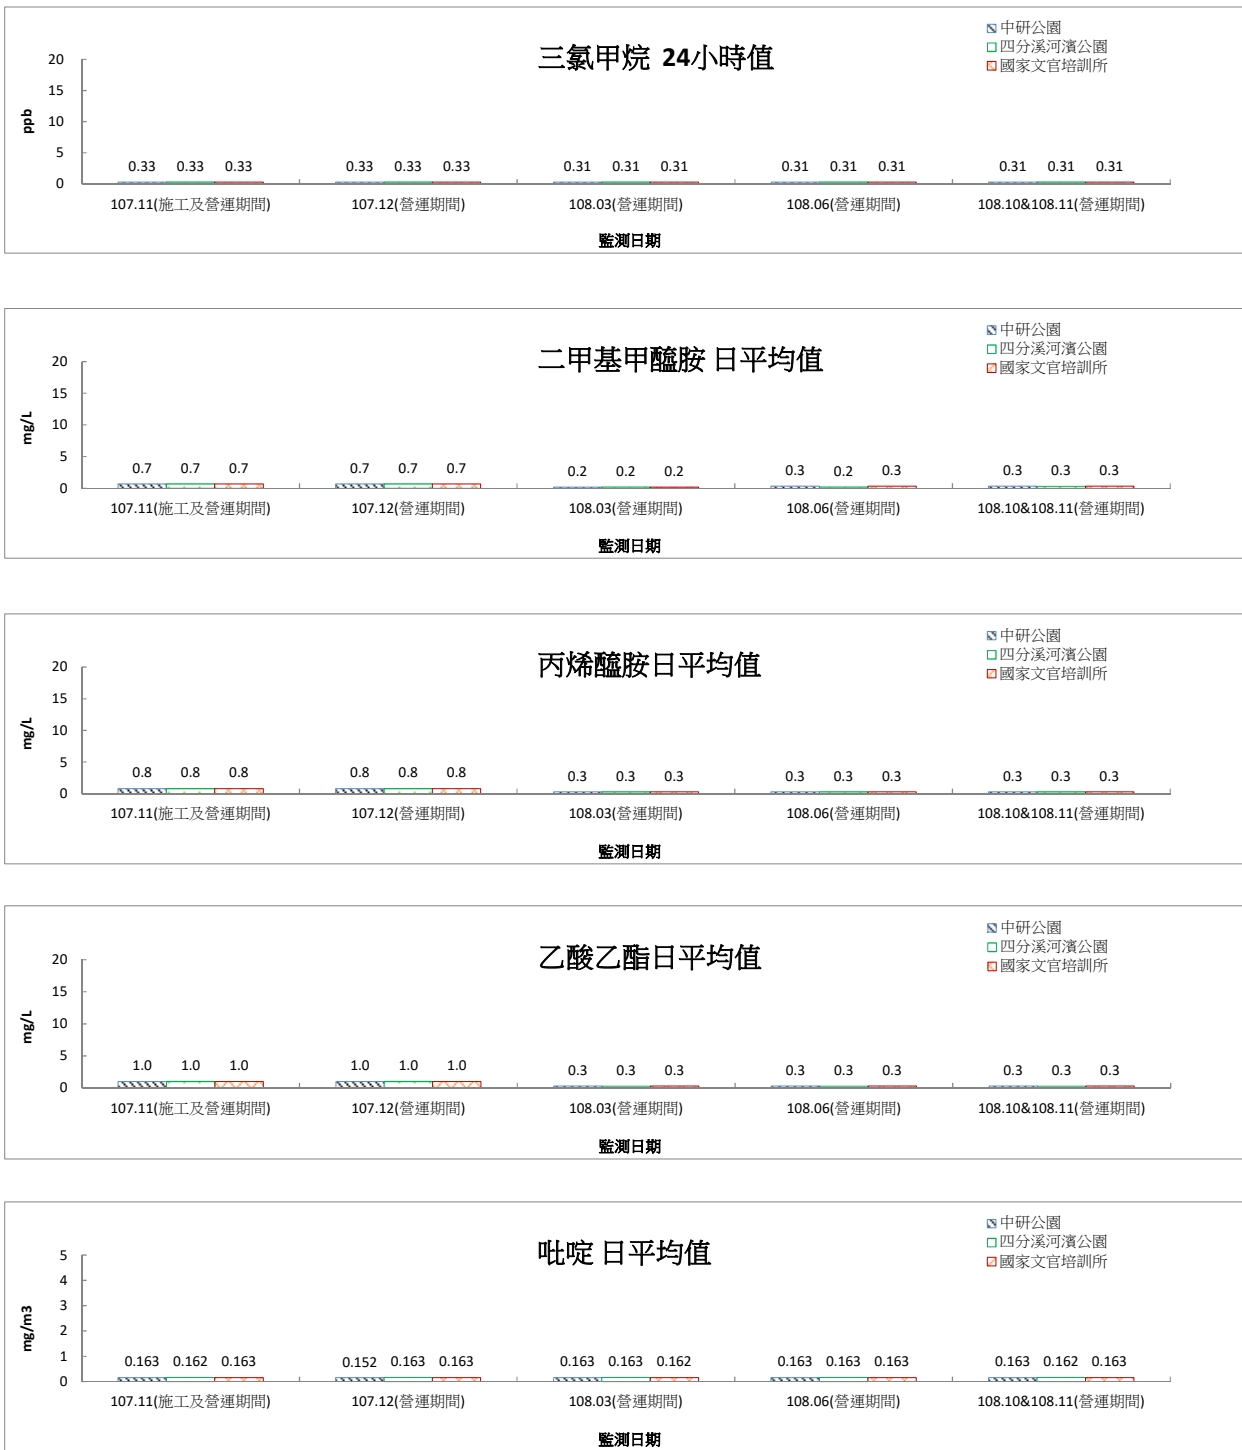 三氯甲烷 24小時值
中研公園
四分溪河濱公園
國家文官培訓所
ppb
20
15
10
5
0
0.33 0.33 0.33 0.33 0.33 0.33 0.31 0.31 0.31 0.31 0.31 0.31 0.31 0.31 0.31
107.11(施工及營運期間) 107.12(營運期間) 108.03(營運期間) 108.06(營運期間) 108.10&108.11(營運期間)
監測日期
二甲基甲醯胺 日平均值
中研公園
四分溪河濱公園
國家文官培訓所
mg/L
20
15
10
5
0
0.7 0.7 0.7 0.7 0.7 0.7 0.2 0.2 0.2 0.3 0.2 0.3 0.3 0.3 0.3
107.11(施工及營運期間) 107.12(營運期間) 108.03(營運期間) 108.06(營運期間) 108.10&108.11(營運期間)
監測日期
丙烯醯胺日平均值
中研公園
四分溪河濱公園
國家文官培訓所
mg/L
20
15
10
5
0
0.8 0.8 0.8 0.8 0.8 0.8 0.3 0.3 0.3 0.3 0.3 0.3 0.3 0.3 0.3
107.11(施工及營運期間) 107.12(營運期間) 108.03(營運期間) 108.06(營運期間) 108.10&108.11(營運期間)
監測日期
乙酸乙酯日平均值
中研公園
四分溪河濱公園
國家文官培訓所
mg/L
20
15
10
5
0
1.0 1.0 1.0 1.0 1.0 1.0 0.3 0.3 0.3 0.3 0.3 0.3 0.3 0.3 0.3
107.11(施工及營運期間) 107.12(營運期間) 108.03(營運期間) 108.06(營運期間) 108.10&108.11(營運期間)
監測日期
吡啶 日平均值
中研公園
四分溪河濱公園
國家文官培訓所
mg/m3
5
4
3
2
1
0
0.163 0.162 0.163 0.152 0.163 0.163 0.163 0.163 0.162 0.163 0.163 0.163 0.163 0.162 0.163
107.11(施工及營運期間) 107.12(營運期間) 108.03(營運期間) 108.06(營運期間) 108.10&108.11(營運期間)
監測日期